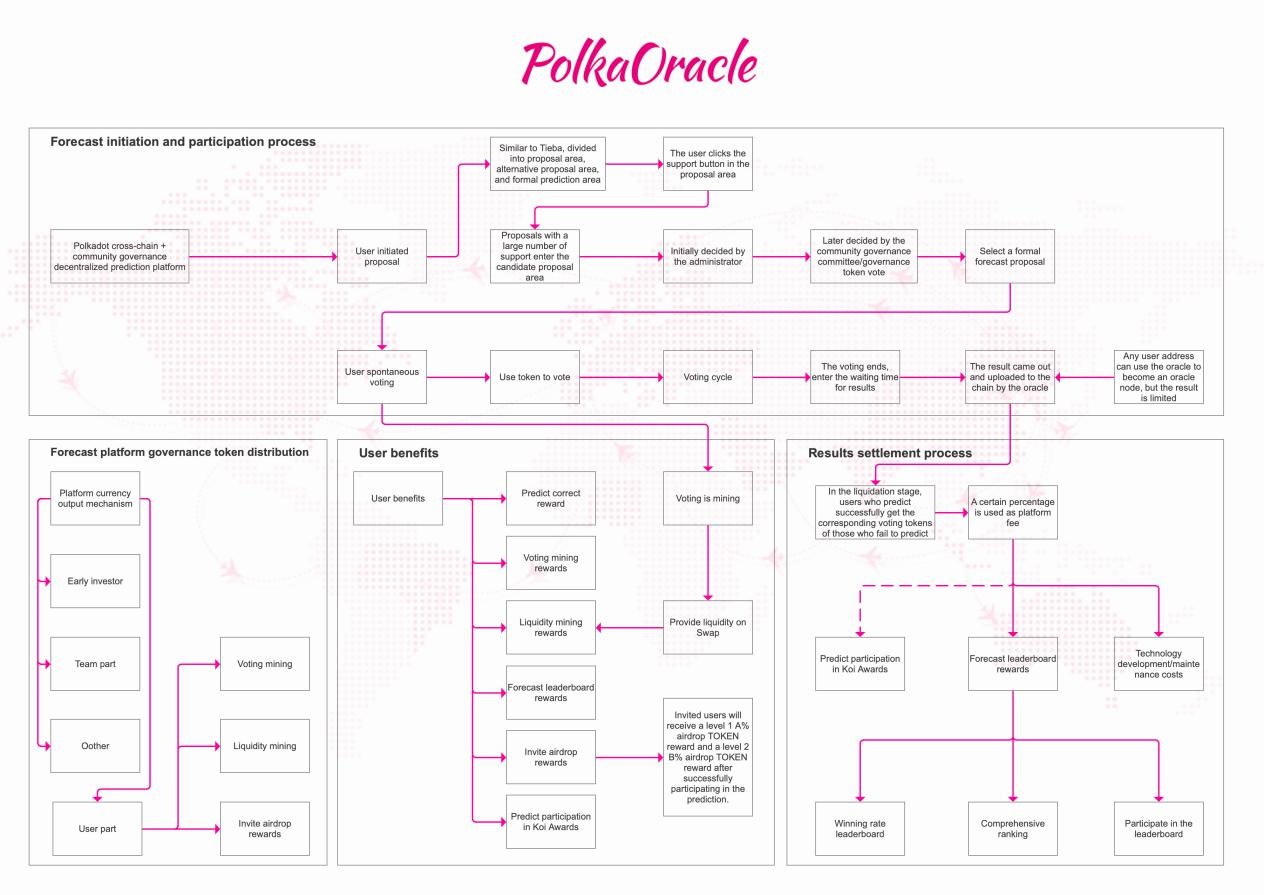 PolkaOracle
Forecast initiation and participation process
Similar to Tieba, divided
into proposal area,
alternative proposal area,
and formal prediction area
The user clicks the
support button in the
proposal area
Polkadot cross-chain +
community governance
decentralized prediction platform
User initiated
proposal
Proposals with a
large number of
support enter the
candidate proposal
area
Initially decided by
the administrator
Later decided by the
community governance
committee/governance
token vote
Select a formal
forecast proposal
User spontaneous
voting
Use token to vote
Voting cycle
The voting ends,
enter the waiting time
for results
The result came out
and uploaded to the
chain by the oracle
Any user address
can use the oracle to
become an oracle
node, but the result
is limited
Forecast platform governance token distribution
Platform currency
output mechanism
Early investor
Team part
Oother
User part
Voting mining
Liquidity mining
Invite airdrop
rewards
User benefits
User benefits
Predict correct
reward
Voting mining
rewards
Liquidity mining
rewards
Forecast leaderboard
rewards
Invite airdrop
rewards
Predict participation
in Koi Awards
Voting is mining
Provide liquidity on
Swap
Invited users will
receive a level 1 A%
airdrop TOKEN
reward and a level 2
B% airdrop TOKEN
reward after
successfully
participating in the
prediction.
Results settlement process
In the liquidation stage,
users who predict
successfully get the
corresponding voting tokens
of those who fail to predict
A certain percentage
is used as platform
fee
Predict participation
in Koi Awards
Forecast leaderboard
rewards
Technology
development/mainte
nance costs
Winning rate
leaderboard
Comprehensive
ranking
Participate in the
leaderboard